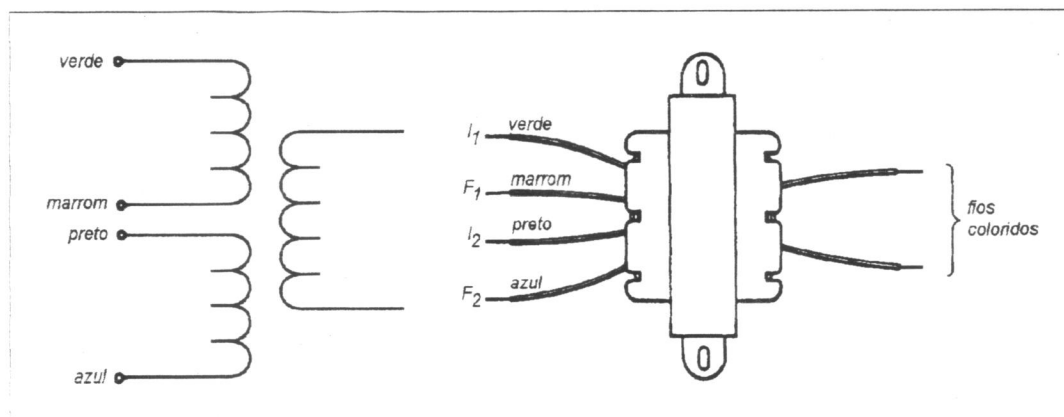 verde
marrom
preto
azul
I1 verde
F1 marrom
I2 preto
F2 azul
fios
coloridos